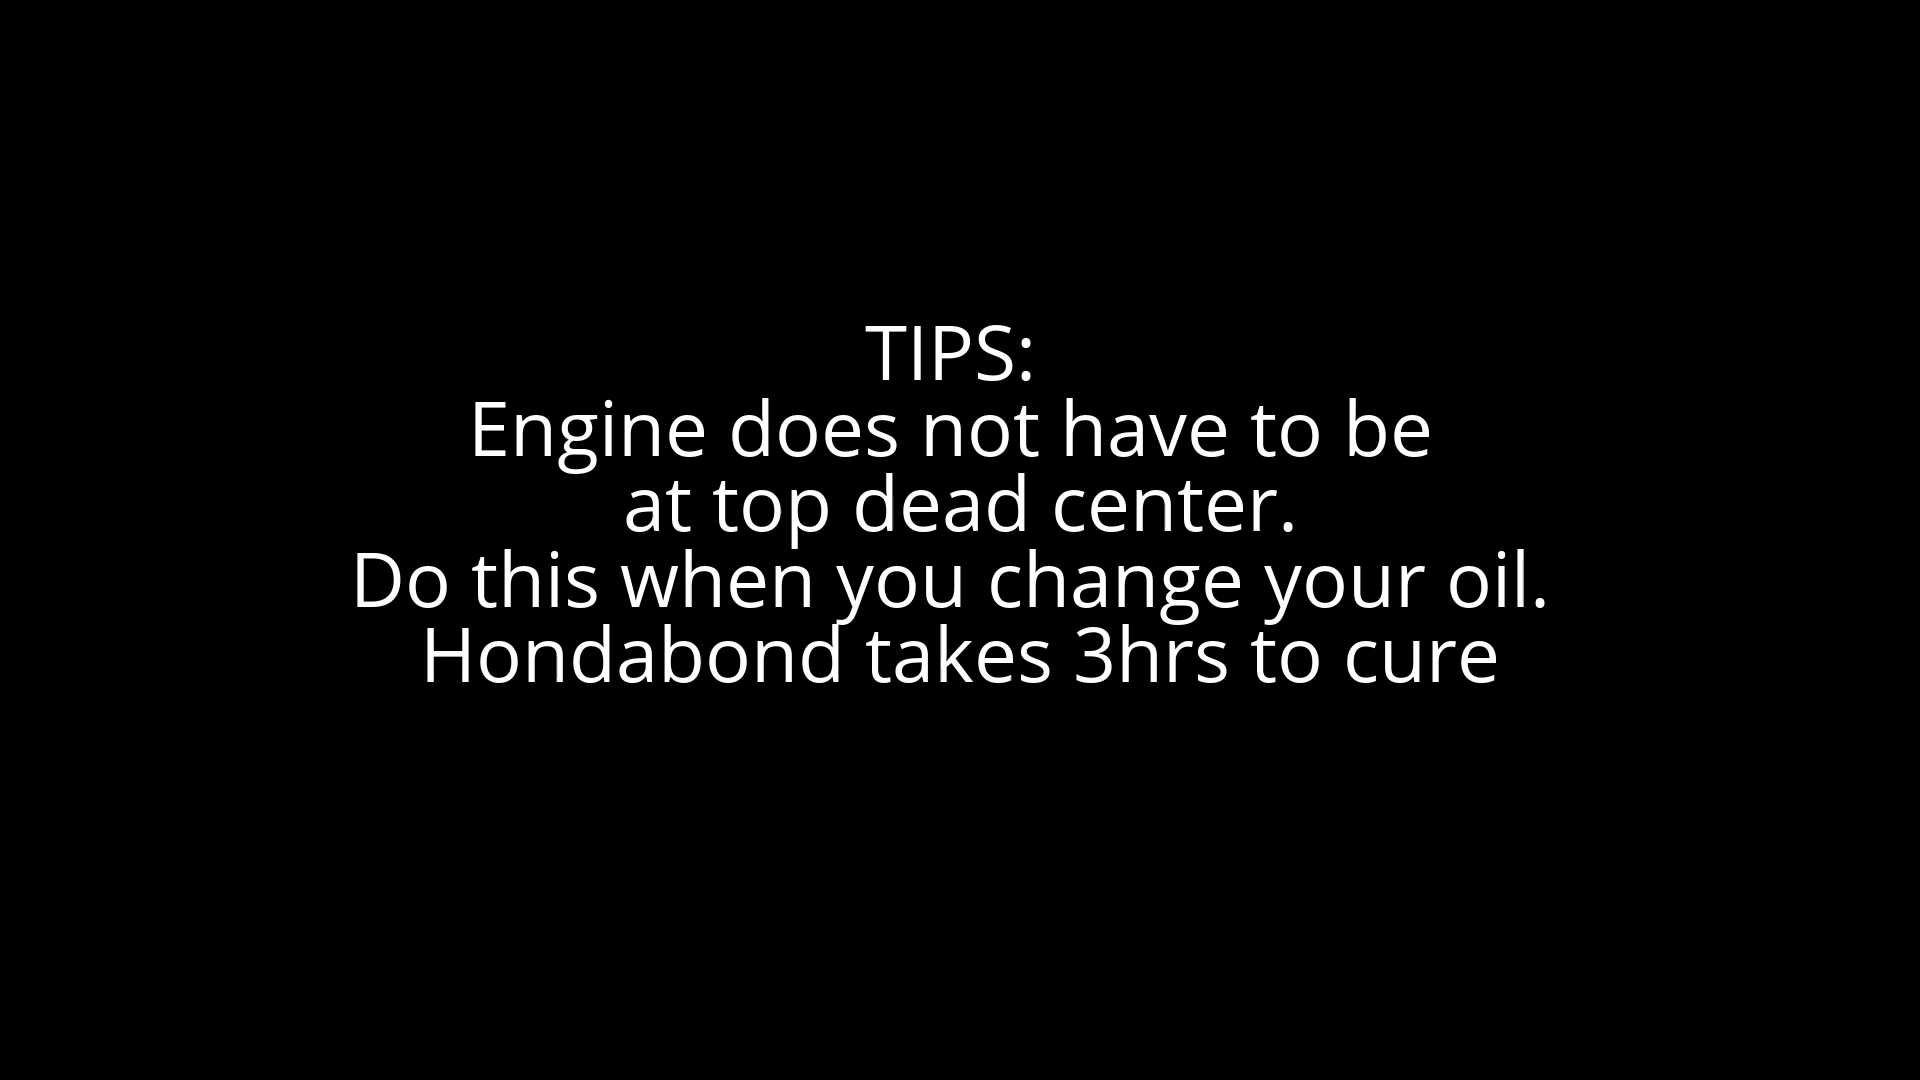 TIPS:
Engine does not have to be
at top dead center.
Do this when you change your oil.
Hondabond takes 3hrs to cure